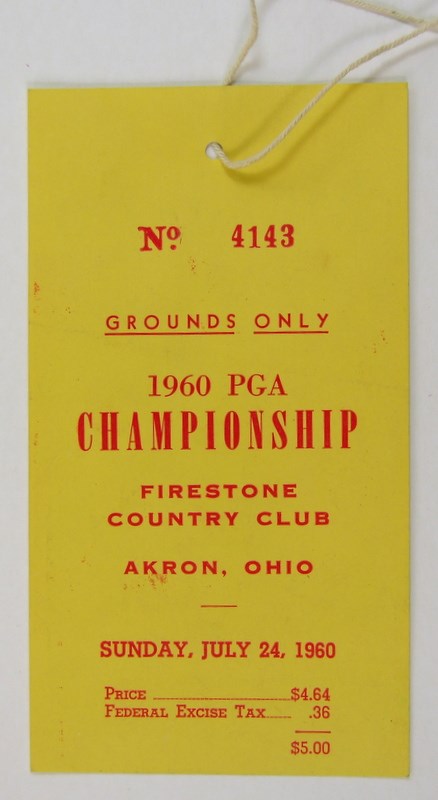 No. 4143
GROUNDS ONLY
1960 PGA
CHAMPIONSHIP
FIRESTONE
COUNTRY CLUB
AKRON, OHIO
SUNDAY, JULY 24, 1960
PRICE $4.64
FEDERAL EXCISE TAX .36
$5.00